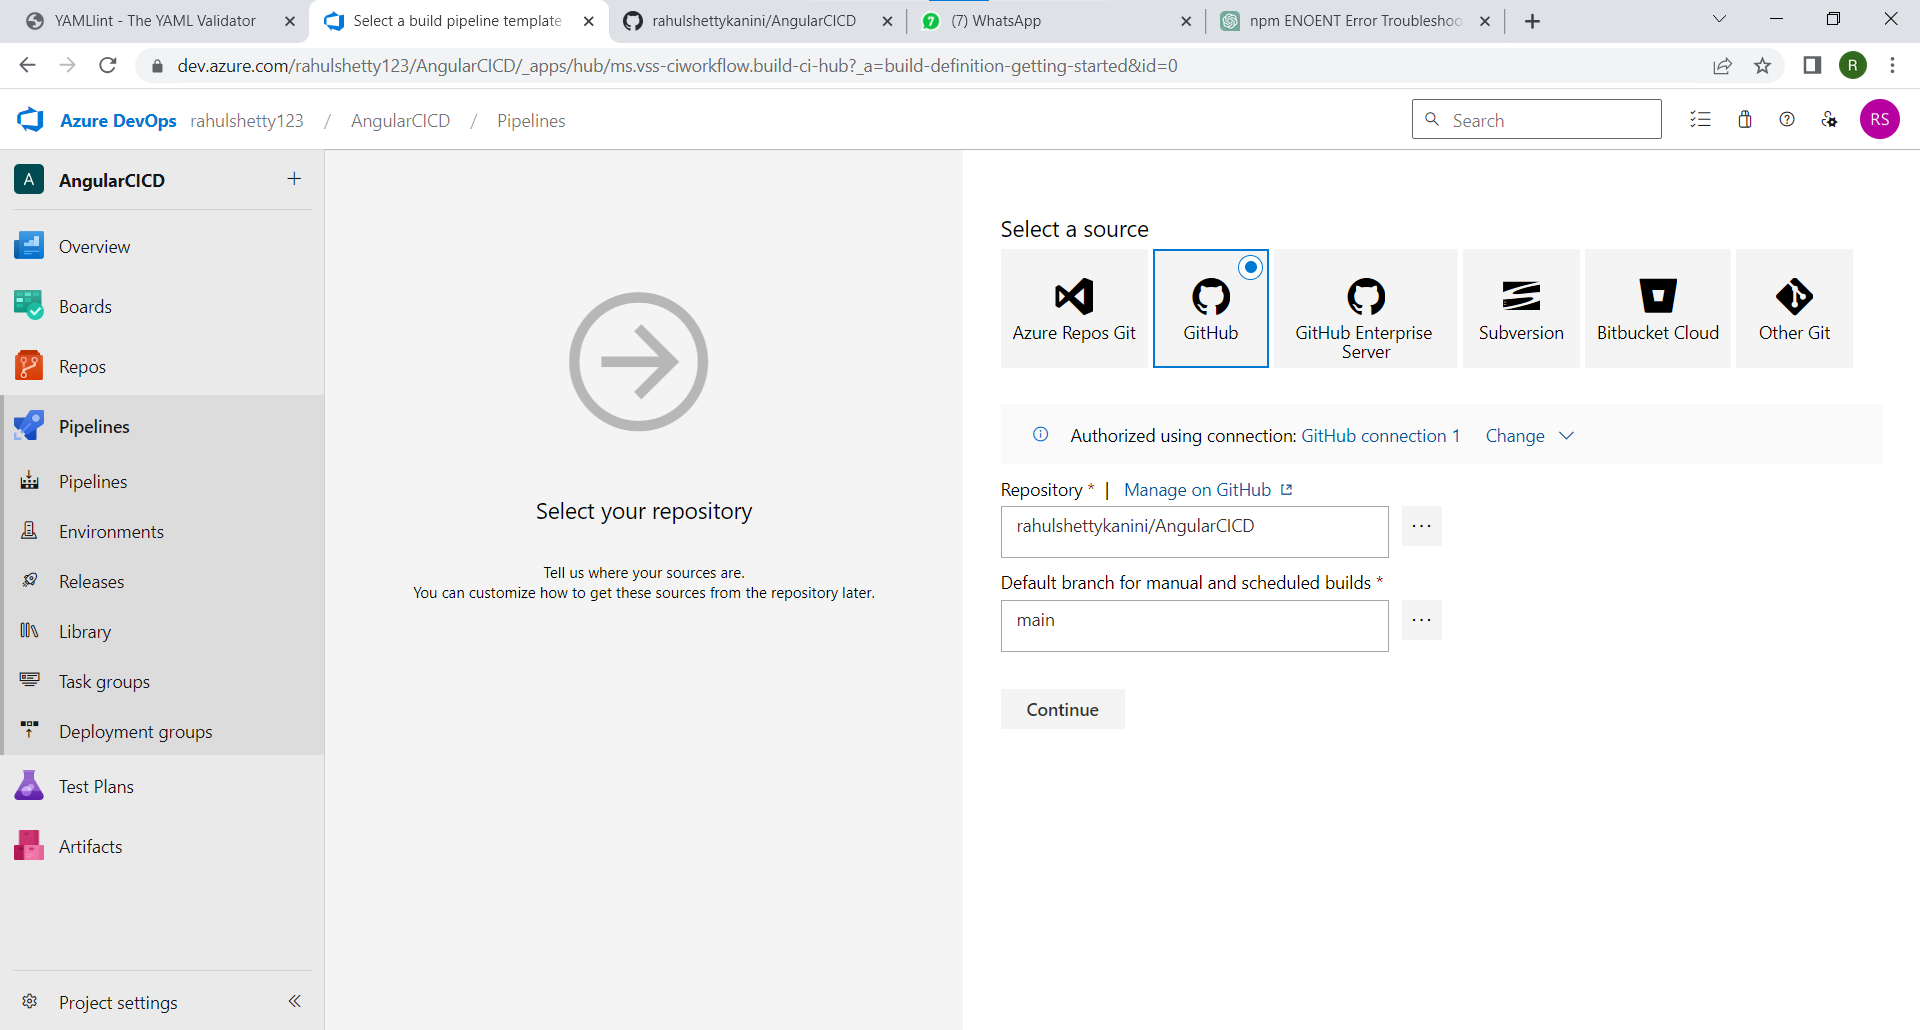 YAMLlint - The YAML Validator
Select a build pipeline template
rahulshettykanini/AngularCICD
7 (7) WhatsApp
npm ENOENT Error Troubleshoo
dev.azure.com/rahulshetty123/AngularCICD/_apps/hub/ms.vss-ciworkflow.build-ci-hub?_a=build-definition-getting-started&id=0
R
Azure DevOps rahulshetty123 / AngularCICD / Pipelines
Search
RS
A AngularCICD
Overview
Boards
Repos
Pipelines
Pipelines
Environments
Releases
Library
Task groups
Deployment groups
Test Plans
Artifacts
Project settings
Select your repository
Tell us where your sources are.
You can customize how to get these sources from the repository later.
Select a source
Azure Repos Git
GitHub
GitHub Enterprise
Server
Subversion
Bitbucket Cloud
Other Git
Authorized using connection: GitHub connection 1 Change
Repository * | Manage on GitHub
rahulshettykanini/AngularCICD
...
Default branch for manual and scheduled builds *
main
...
Continue